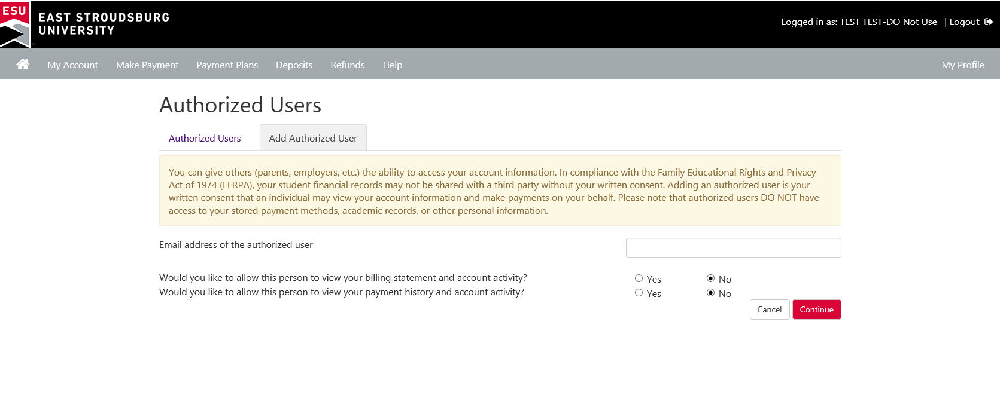 ESU
EAST STROUDSBURG
UNIVERSITY
Logged in as: TEST TEST-DO Not Use | Logout
My Account Make Payment Payment Plans Deposits Refunds Help My Profile
Authorized Users
Authorized Users Add Authorized User
You can give others (parents, employers, etc.) the ability to access your account information. In compliance with the Family Educational Rights and Privacy
Act of 1974 (FERPA), your student financial records may not be shared with a third party without your written consent. Adding an authorized user is your
written consent that an individual may view your account information and make payments on your behalf. Please note that authorized users DO NOT have
access to your stored payment methods, academic records, or other personal information.
Email address of the authorized user
Would you like to allow this person to view your billing statement and account activity? Yes No
Would you like to allow this person to view your payment history and account activity? Yes No
Cancel Continue